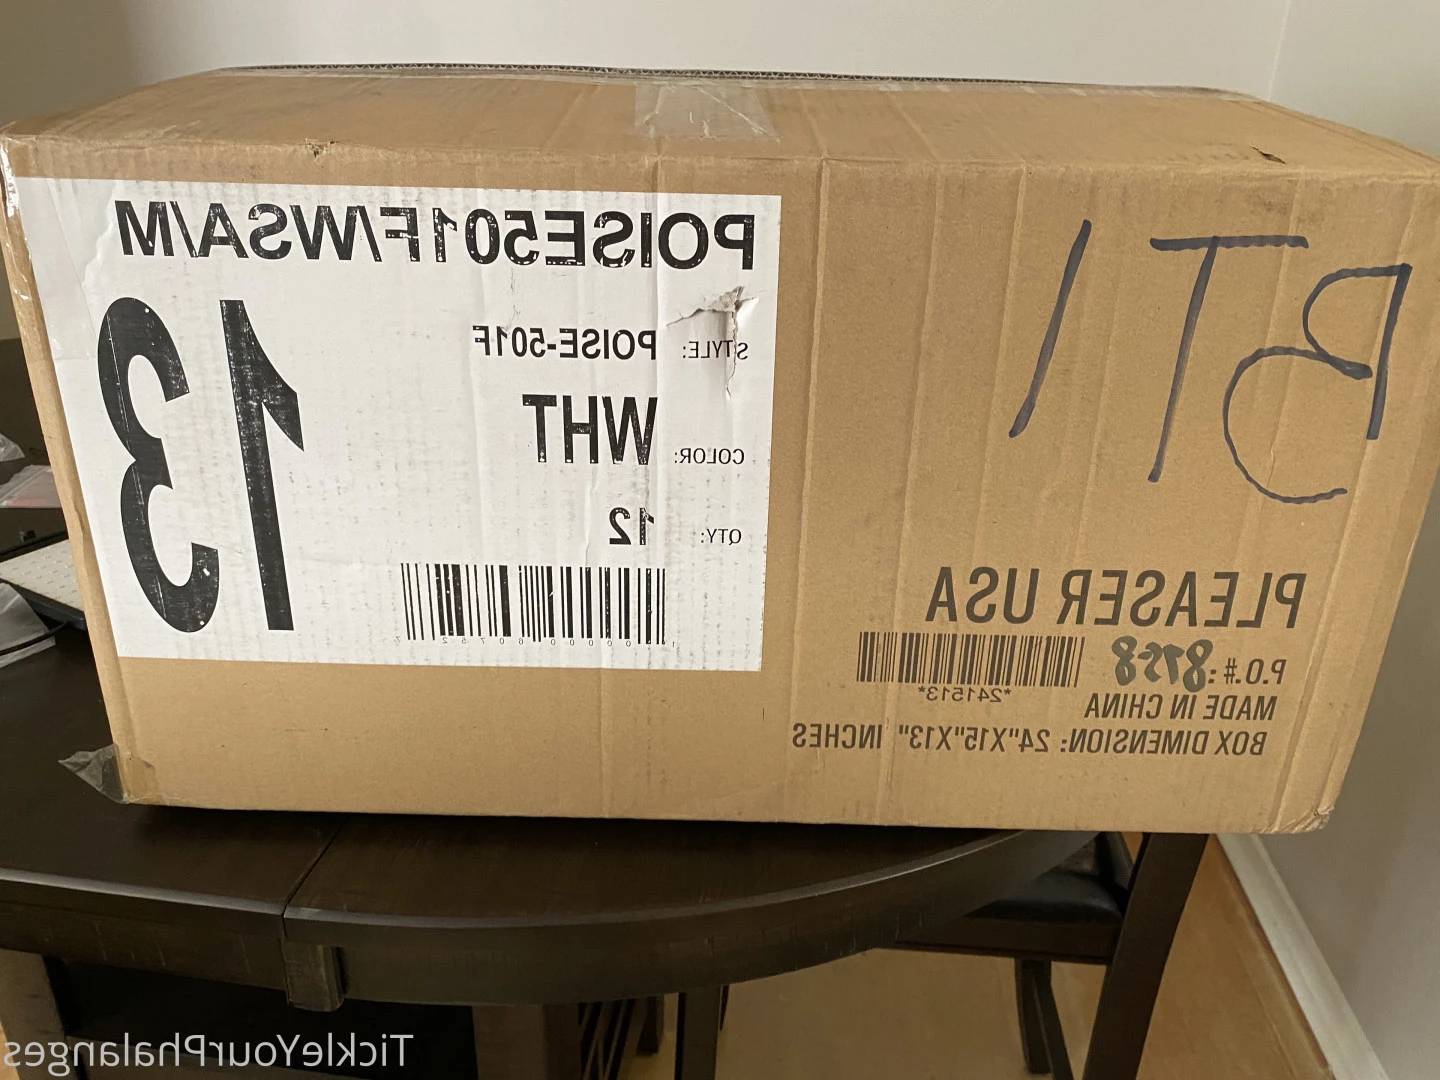 POISE501F/WSA/M
STYLE: POISE-501F
COLOR: WHT
QTY: 12
13
PLEASER USA
P.O.#: 8758
*241513*
MADE IN CHINA
BOX DIMENSION: 24"X15"X13" INCHES
TickleYourPhalanges